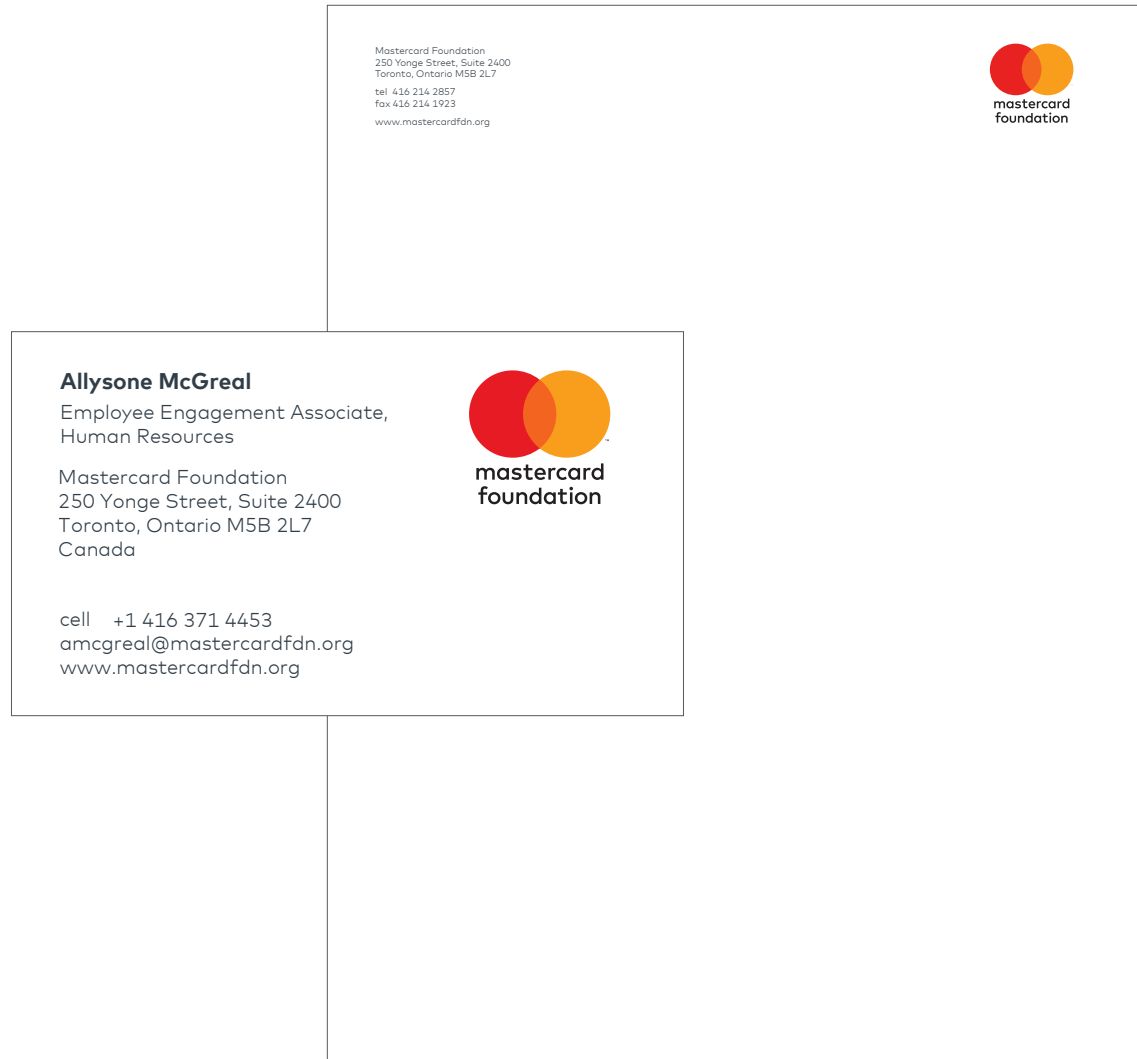 Mastercard Foundation
250 Yonge Street, Suite 2400
Toronto, Ontario M5B 2L7
tel 416 214 2857
fax 416 214 1923
www.mastercardfdn.org
mastercard
foundation
Allysone McGreal
Employee Engagement Associate,
Human Resources
Mastercard Foundation
250 Yonge Street, Suite 2400
Toronto, Ontario M5B 2L7
Canada
cell +1 416 371 4453
amcgreal@mastercardfdn.org
www.mastercardfdn.org
mastercard
foundation